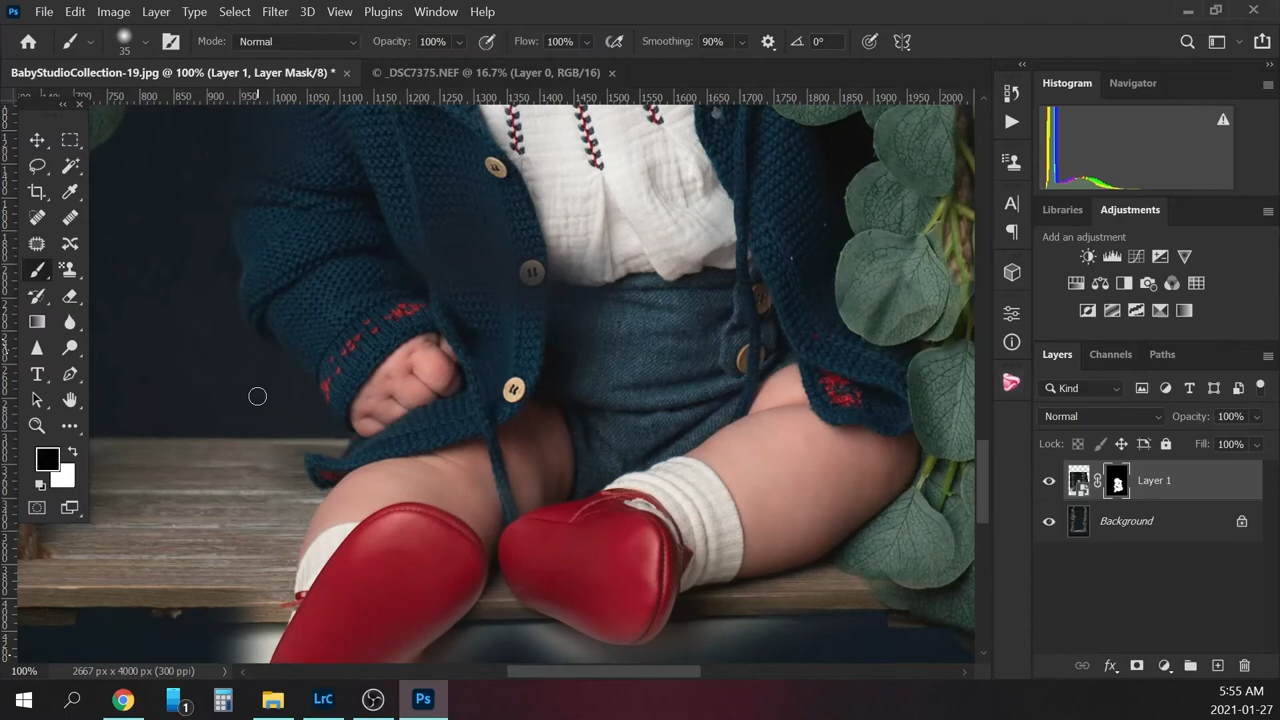 Ps File Edit Image Layer Type Select Filter 3D View Plugins Window Help
35 Mode: Normal Opacity: 100% Flow: 100% Smoothing: 90% 0°
BabyStudioCollection-19.jpg @ 100% (Layer 1, Layer Mask/8) * × © _DSC7375.NEF @ 16.7% (Layer 0, RGB/16) ×
Histogram Navigator
900 950 1000 1050 1100 1150 1200 1250 1300 1350 1400 1450 1500 1550 1600 1650 1700 1750 1800 1850 1900 1950 2000
Libraries Adjustments
Add an adjustment
Layers Channels Paths
Kind
Normal Opacity: 100%
Lock: Fill: 100%
Layer 1
Background
100% 2667 px x 4000 px (300 ppi)
1 LrC Ps 5:55 AM
2021-01-27